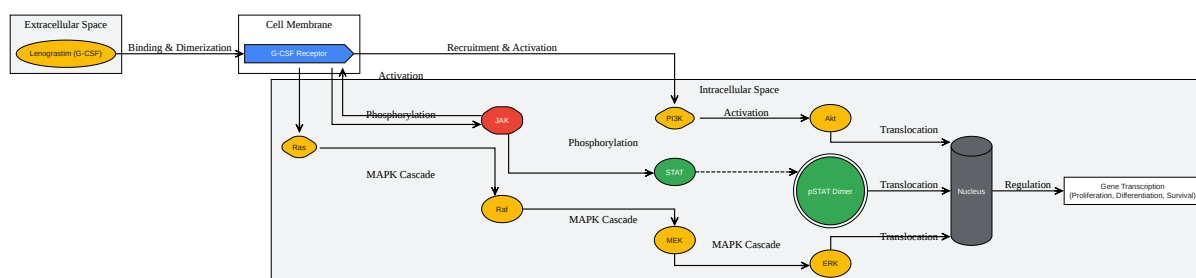 Extracellular Space
Cell Membrane
Lenograstim (G-CSF)
Binding & Dimerization
G-CSF Receptor
Recruitment & Activation
Activation
Intracellular Space
Phosphorylation
JAK
PI3K
Activation
Akt
Translocation
Ras
Phosphorylation
MAPK Cascade
STAT
pSTAT Dimer
Translocation
Nucleus
Regulation
Gene Transcription
(Proliferation, Differentiation, Survival)
Raf
MAPK Cascade
MEK
MAPK Cascade
Translocation
ERK